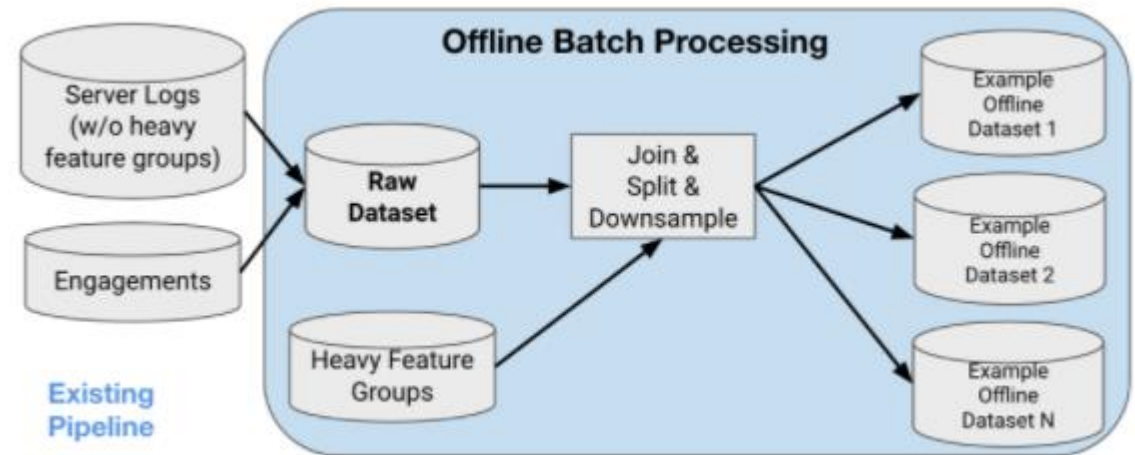 Offline Batch Processing
Server Logs
(w/o heavy
feature groups)
Engagements
Raw
Dataset
Heavy Feature
Groups
Join &
Split &
Downsample
Example
Offline
Dataset 1
Example
Offline
Dataset 2
Example
Offline
Dataset N
Existing
Pipeline